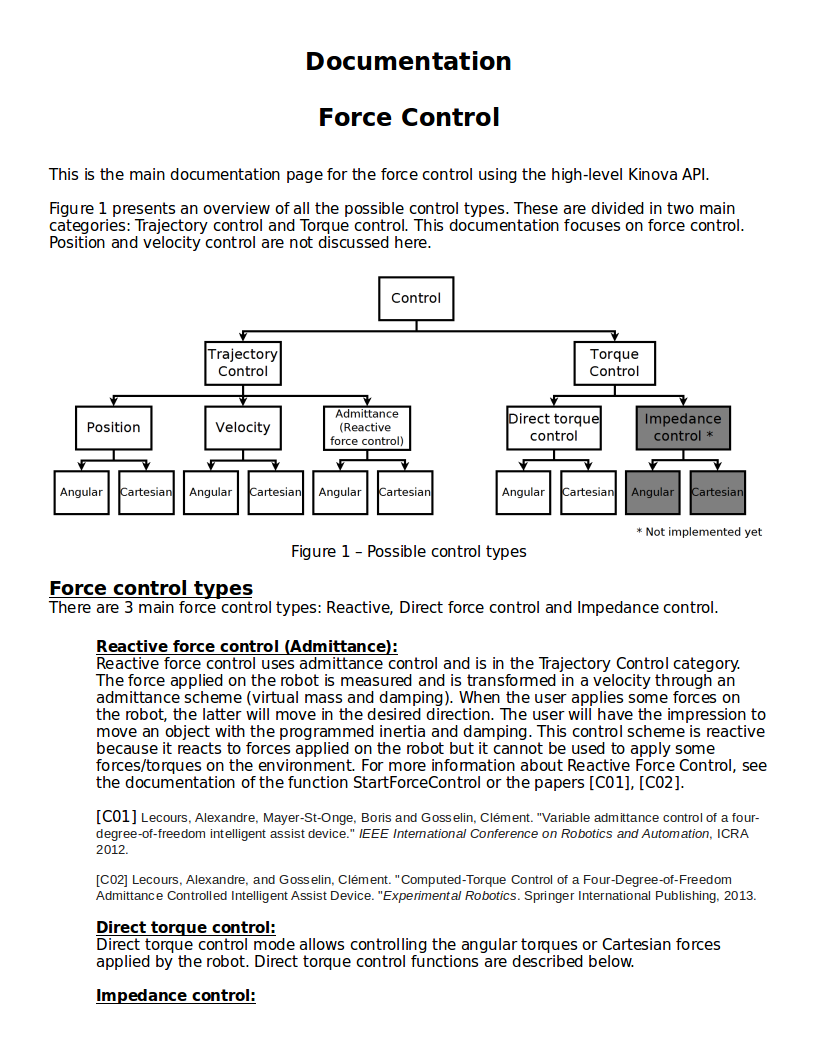 Documentation
Force Control
This is the main documentation page for the force control using the high-level Kinova API.
Figure 1 presents an overview of all the possible control types. These are divided in two main
categories: Trajectory control and Torque control. This documentation focuses on force control.
Position and velocity control are not discussed here.
Control
Trajectory
Control
Torque
Control
Position
Velocity
Admittance
(Reactive
force control)
Direct torque
control
Impedance
control *
Angular
Cartesian
Angular
Cartesian
Angular
Cartesian
Angular
Cartesian
Angular
Cartesian
* Not implemented yet
Figure 1 – Possible control types
Force control types
There are 3 main force control types: Reactive, Direct force control and Impedance control.
Reactive force control (Admittance):
Reactive force control uses admittance control and is in the Trajectory Control category.
The force applied on the robot is measured and is transformed in a velocity through an
admittance scheme (virtual mass and damping). When the user applies some forces on
the robot, the latter will move in the desired direction. The user will have the impression to
move an object with the programmed inertia and damping. This control scheme is reactive
because it reacts to forces applied on the robot but it cannot be used to apply some
forces/torques on the environment. For more information about Reactive Force Control, see
the documentation of the function StartForceControl or the papers [C01], [C02].
[C01] Lecours, Alexandre, Mayer-St-Onge, Boris and Gosselin, Clément. "Variable admittance control of a four-
degree-of-freedom intelligent assist device." IEEE International Conference on Robotics and Automation, ICRA
2012.
[C02] Lecours, Alexandre, and Gosselin, Clément. "Computed-Torque Control of a Four-Degree-of-Freedom
Admittance Controlled Intelligent Assist Device. "Experimental Robotics. Springer International Publishing, 2013.
Direct torque control:
Direct torque control mode allows controlling the angular torques or Cartesian forces
applied by the robot. Direct torque control functions are described below.
Impedance control: